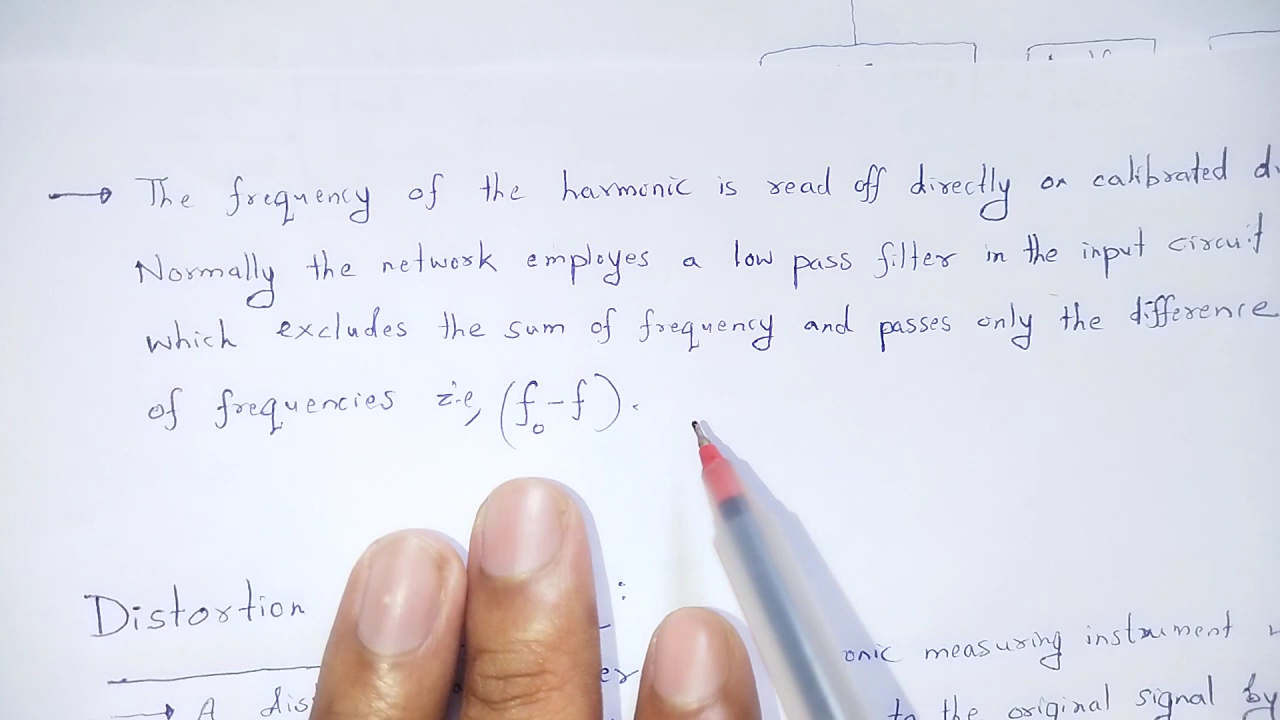 → The frequency of the harmonic is read off directly on calibrated
Normally the network employes a low pass filter in the input circuit
which excludes the sum of frequency and passes only the difference
of frequencies i.e, (f₀-f).
Distortion :
onic measuring instrument
→ A to the original signal by